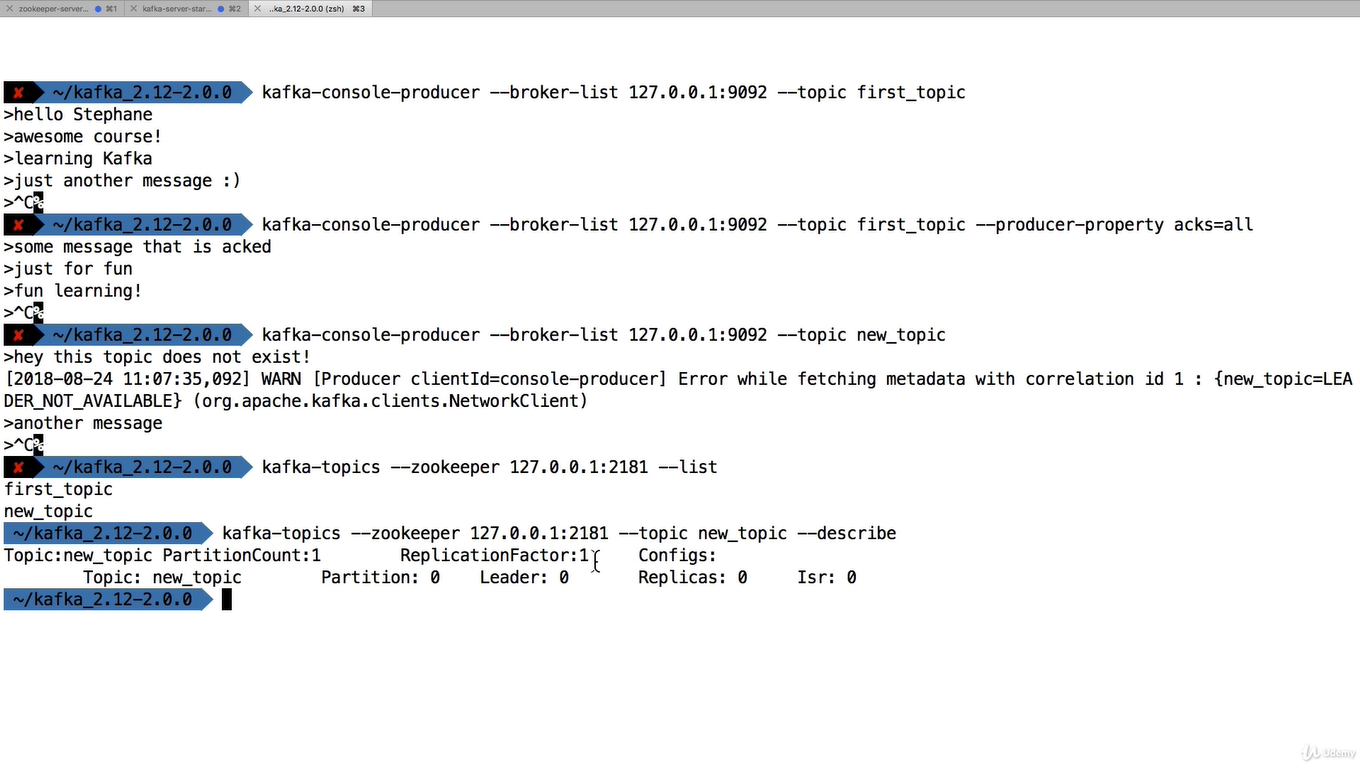 zookeeper-server... ⌘1 kafka-server-star... ⌘2 ..ka_2.12-2.0.0 (zsh) ⌘3
✘ ~/kafka_2.12-2.0.0 kafka-console-producer --broker-list 127.0.0.1:9092 --topic first_topic
>hello Stephane
>awesome course!
>learning Kafka
>just another message :)
>^C%
✘ ~/kafka_2.12-2.0.0 kafka-console-producer --broker-list 127.0.0.1:9092 --topic first_topic --producer-property acks=all
>some message that is acked
>just for fun
>fun learning!
>^C%
✘ ~/kafka_2.12-2.0.0 kafka-console-producer --broker-list 127.0.0.1:9092 --topic new_topic
>hey this topic does not exist!
[2018-08-24 11:07:35,092] WARN [Producer clientId=console-producer] Error while fetching metadata with correlation id 1 : {new_topic=LEA
DER_NOT_AVAILABLE} (org.apache.kafka.clients.NetworkClient)
>another message
>^C%
✘ ~/kafka_2.12-2.0.0 kafka-topics --zookeeper 127.0.0.1:2181 --list
first_topic
new_topic
~/kafka_2.12-2.0.0 kafka-topics --zookeeper 127.0.0.1:2181 --topic new_topic --describe
Topic:new_topic PartitionCount:1 ReplicationFactor:1 Configs:
Topic: new_topic Partition: 0 Leader: 0 Replicas: 0 Isr: 0
~/kafka_2.12-2.0.0
Udemy